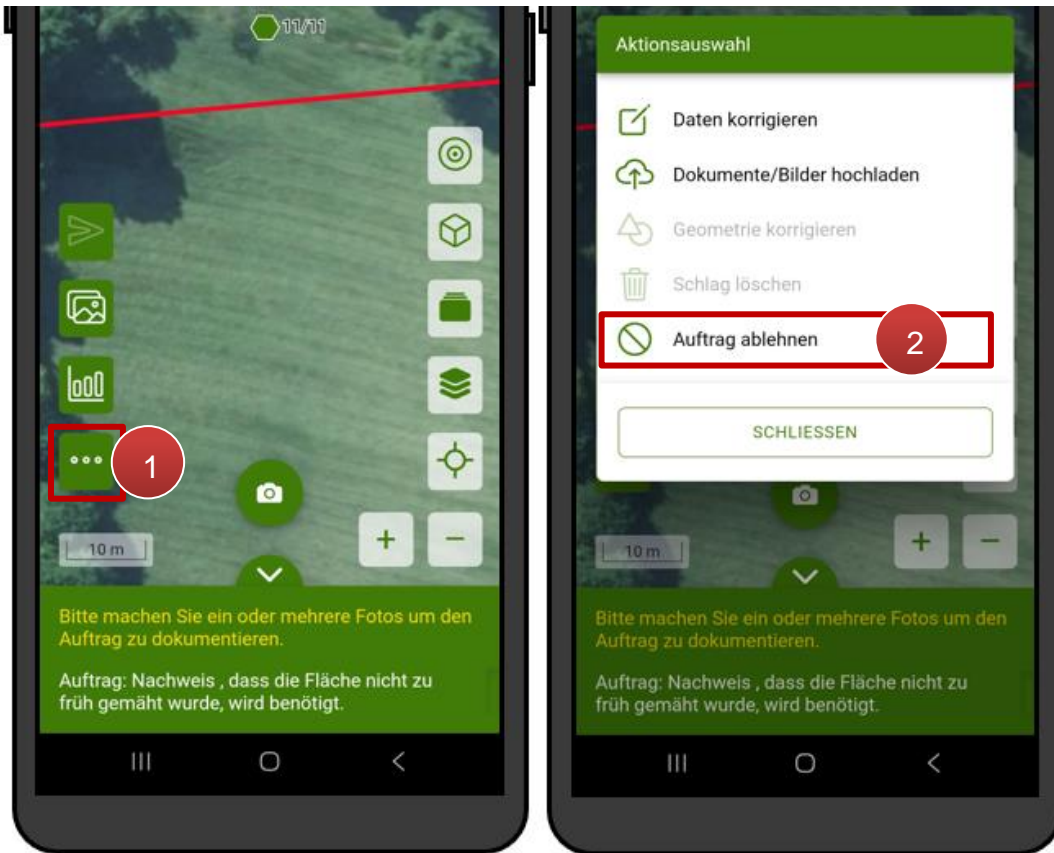 11/11
1
10 m
+
−
Bitte machen Sie ein oder mehrere Fotos um den
Auftrag zu dokumentieren.
Auftrag: Nachweis , dass die Fläche nicht zu
früh gemäht wurde, wird benötigt.
Aktionsauswahl
Daten korrigieren
Dokumente/Bilder hochladen
Geometrie korrigieren
Schlag löschen
Auftrag ablehnen
2
SCHLIESSEN
10 m
+
−
Bitte machen Sie ein oder mehrere Fotos um den
Auftrag zu dokumentieren.
Auftrag: Nachweis , dass die Fläche nicht zu
früh gemäht wurde, wird benötigt.